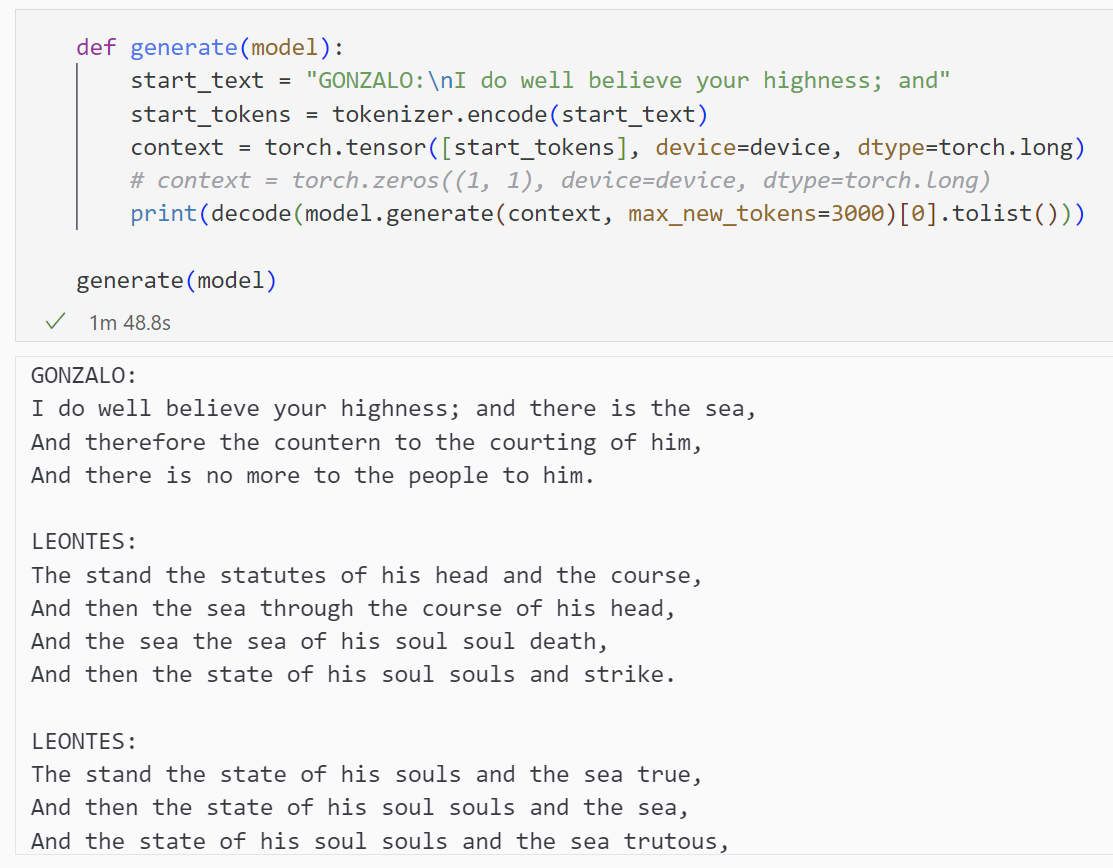 def generate(model):
    start_text = "GONZALO:\nI do well believe your highness; and"
    start_tokens = tokenizer.encode(start_text)
    context = torch.tensor([start_tokens], device=device, dtype=torch.long)
    # context = torch.zeros((1, 1), device=device, dtype=torch.long)
    print(decode(model.generate(context, max_new_tokens=3000)[0].tolist()))
generate(model)
1m 48.8s
GONZALO:
I do well believe your highness; and there is the sea,
And therefore the countern to the courting of him,
And there is no more to the people to him.
LEONTES:
The stand the statutes of his head and the course,
And then the sea through the course of his head,
And the sea the sea of his soul soul death,
And then the state of his soul souls and strike.
LEONTES:
The stand the state of his souls and the sea true,
And then the state of his soul souls and the sea,
And the state of his soul souls and the sea trutous,